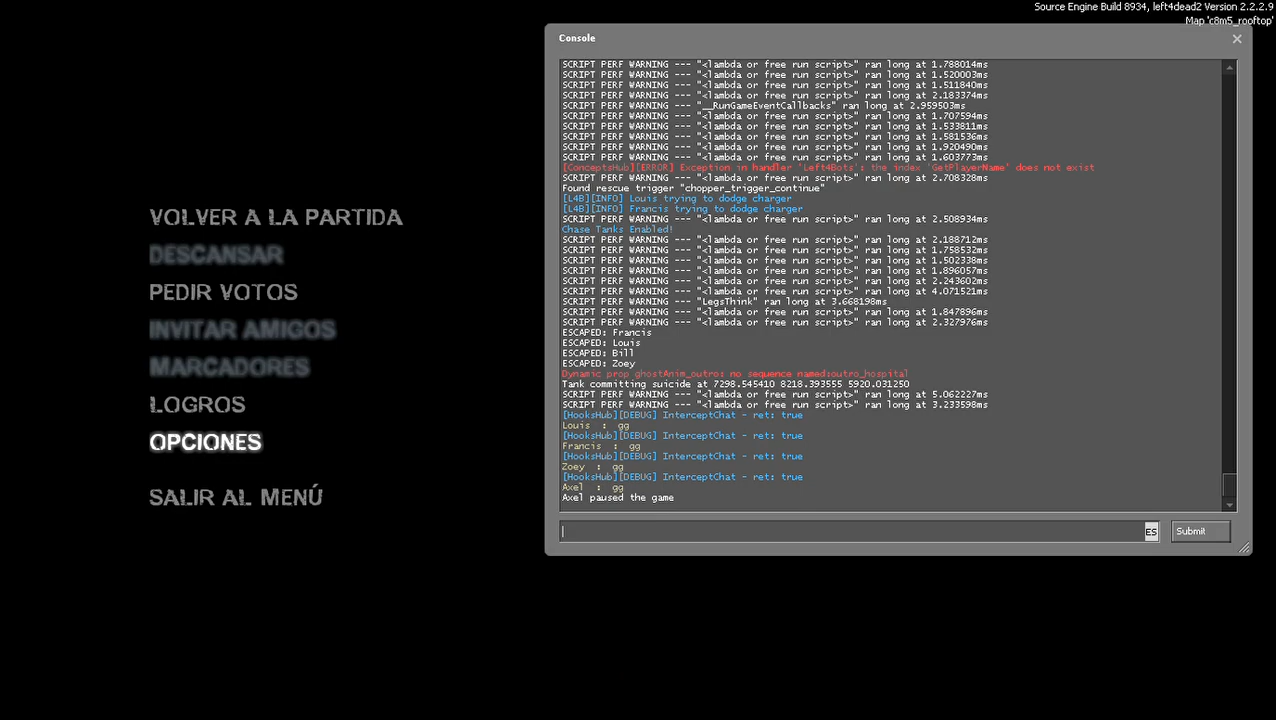 Source Engine Build 8934, left4dead2 Version 2.2.2.9
Map 'c8m5_rooftop'
VOLVER A LA PARTIDA
DESCANSAR
PEDIR VOTOS
INVITAR AMIGOS
MARCADORES
LOGROS
OPCIONES
SALIR AL MENÚ
Console
SCRIPT PERF WARNING --- "<lambda or free run script>" ran long at 1.788014ms
SCRIPT PERF WARNING --- "<lambda or free run script>" ran long at 1.520003ms
SCRIPT PERF WARNING --- "<lambda or free run script>" ran long at 1.511840ms
SCRIPT PERF WARNING --- "<lambda or free run script>" ran long at 2.183374ms
SCRIPT PERF WARNING --- "__RunGameEventCallbacks" ran long at 2.959503ms
SCRIPT PERF WARNING --- "<lambda or free run script>" ran long at 1.707594ms
SCRIPT PERF WARNING --- "<lambda or free run script>" ran long at 1.533811ms
SCRIPT PERF WARNING --- "<lambda or free run script>" ran long at 1.581536ms
SCRIPT PERF WARNING --- "<lambda or free run script>" ran long at 1.920490ms
SCRIPT PERF WARNING --- "<lambda or free run script>" ran long at 1.603773ms
[ConceptsHub][ERROR] Exception in handler 'Left4Bots': the index 'GetPlayerName' does not exist
SCRIPT PERF WARNING --- "<lambda or free run script>" ran long at 2.708328ms
Found rescue trigger "chopper_trigger_continue"
[L4B][INFO] Louis trying to dodge charger
[L4B][INFO] Francis trying to dodge charger
SCRIPT PERF WARNING --- "<lambda or free run script>" ran long at 2.508934ms
Chase Tanks Enabled!
SCRIPT PERF WARNING --- "<lambda or free run script>" ran long at 2.188712ms
SCRIPT PERF WARNING --- "<lambda or free run script>" ran long at 1.758532ms
SCRIPT PERF WARNING --- "<lambda or free run script>" ran long at 1.502338ms
SCRIPT PERF WARNING --- "<lambda or free run script>" ran long at 1.896057ms
SCRIPT PERF WARNING --- "<lambda or free run script>" ran long at 2.243602ms
SCRIPT PERF WARNING --- "<lambda or free run script>" ran long at 4.071521ms
SCRIPT PERF WARNING --- "LegsThink" ran long at 3.668198ms
SCRIPT PERF WARNING --- "<lambda or free run script>" ran long at 1.847896ms
SCRIPT PERF WARNING --- "<lambda or free run script>" ran long at 2.327976ms
ESCAPED: Francis
ESCAPED: Louis
ESCAPED: Bill
ESCAPED: Zoey
Dynamic prop ghostAnim_outro: no sequence named:outro_hospital
Tank committing suicide at 7298.545410 8218.393555 5920.031250
SCRIPT PERF WARNING --- "<lambda or free run script>" ran long at 5.062227ms
SCRIPT PERF WARNING --- "<lambda or free run script>" ran long at 3.233598ms
[HooksHub][DEBUG] InterceptChat - ret: true
Louis : gg
[HooksHub][DEBUG] InterceptChat - ret: true
Francis : gg
[HooksHub][DEBUG] InterceptChat - ret: true
Zoey : gg
[HooksHub][DEBUG] InterceptChat - ret: true
Axel : gg
Axel paused the game
ES
Submit